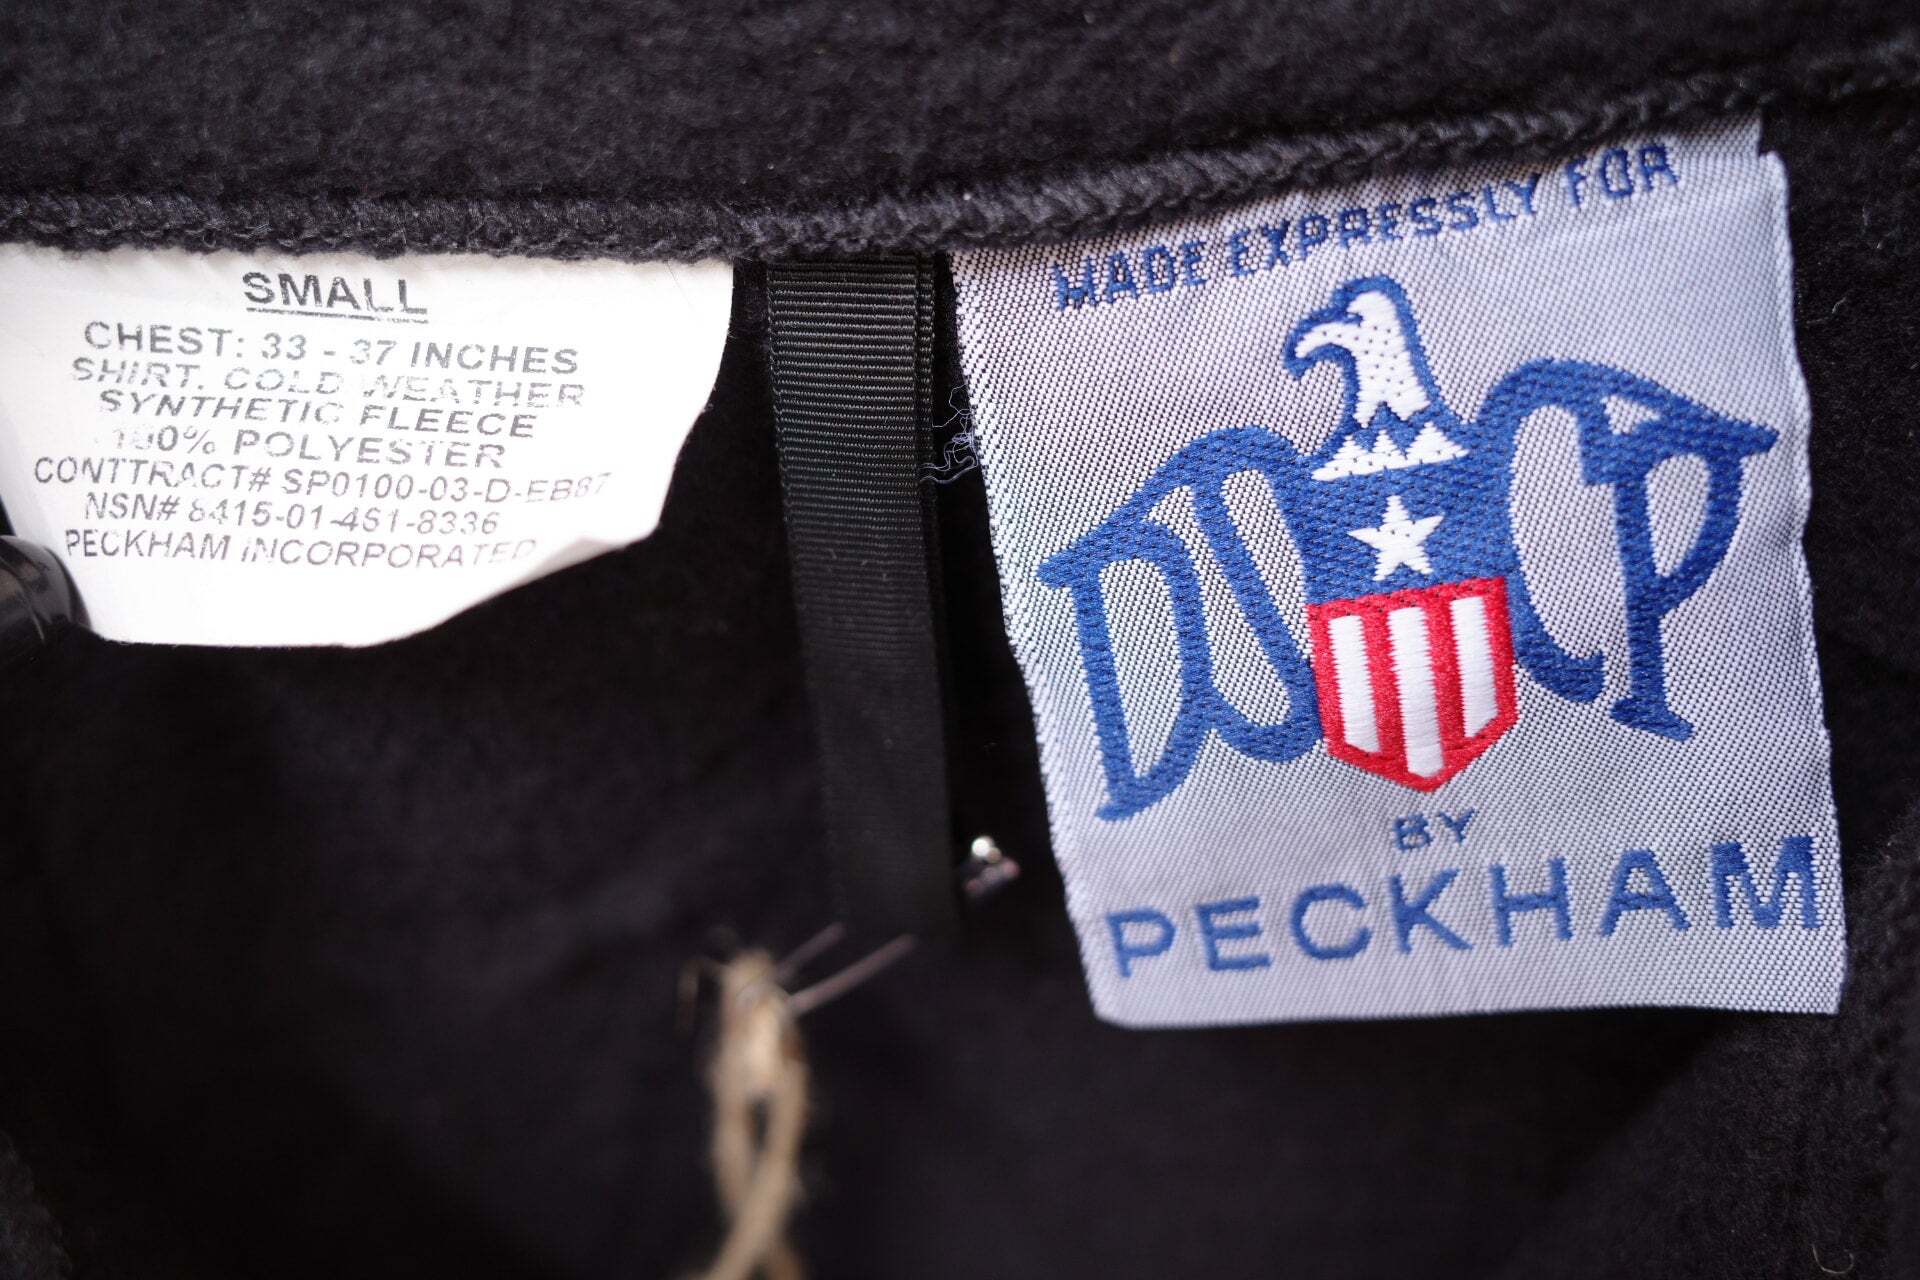 SMALL
CHEST: 33 - 37 INCHES
SHIRT, COLD WEATHER
SYNTHETIC FLEECE
100% POLYESTER
CONTTRACT# SP0100-03-D-EB87
NSN# 8415-01-461-8336
PECKHAM INCORPORATED
MADE EXPRESSLY FOR
DSCP
BY
PECKHAM